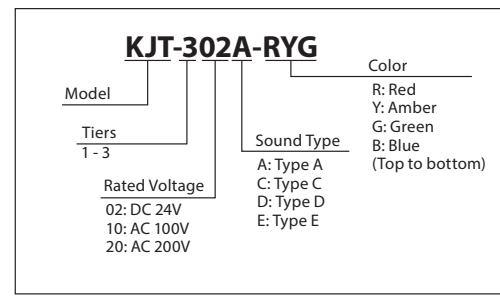 KJT-302A-RYG
Model
Tiers
1 - 3
Rated Voltage
02: DC 24V
10: AC 100V
20: AC 200V
Sound Type
A: Type A
C: Type C
D: Type D
E: Type E
Color
R: Red
Y: Amber
G: Green
B: Blue
(Top to bottom)